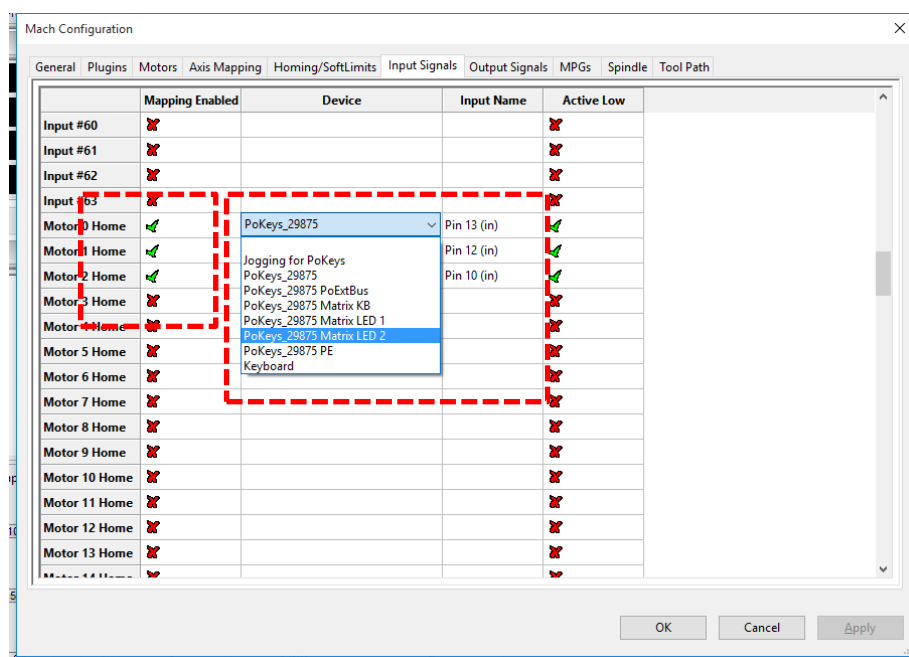 Mach Configuration
General Plugins Motors Axis Mapping Homing/SoftLimits Input Signals Output Signals MPGs Spindle Tool Path
Mapping Enabled Device Input Name Active Low
Input #60
Input #61
Input #62
Input #63
Motor 0 Home PoKeys_29875 Pin 13 (in)
Motor 1 Home Pin 12 (in)
Jogging for PoKeys
Motor 2 Home PoKeys_29875 Pin 10 (in)
PoKeys_29875 PoExtBus
Motor 3 Home PoKeys_29875 Matrix KB
PoKeys_29875 Matrix LED 1
Motor 4 Home PoKeys_29875 Matrix LED 2
Motor 5 Home PoKeys_29875 PE
Keyboard
Motor 6 Home
Motor 7 Home
Motor 8 Home
Motor 9 Home
Motor 10 Home
Motor 11 Home
Motor 12 Home
Motor 13 Home
OK Cancel Apply